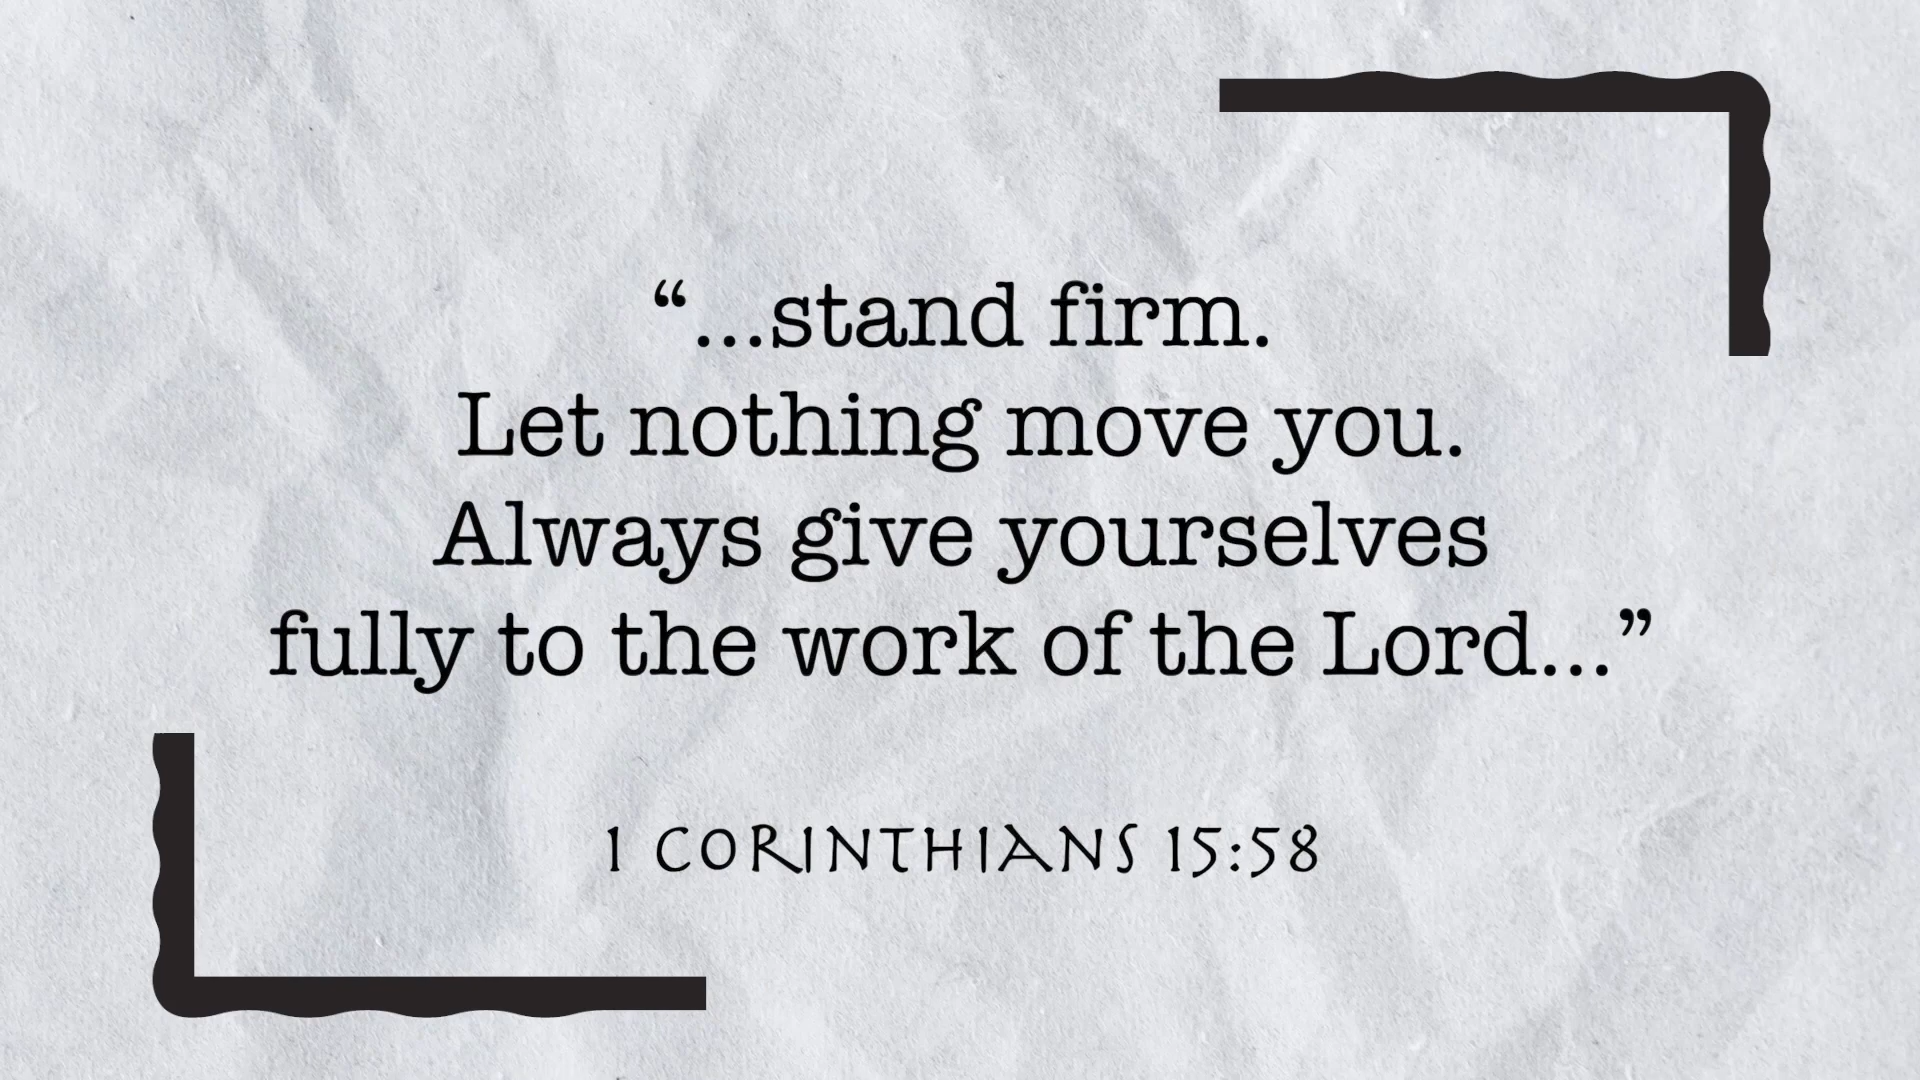 “...stand firm.
Let nothing move you.
Always give yourselves
fully to the work of the Lord...”
1 CORINTHIANS 15:58